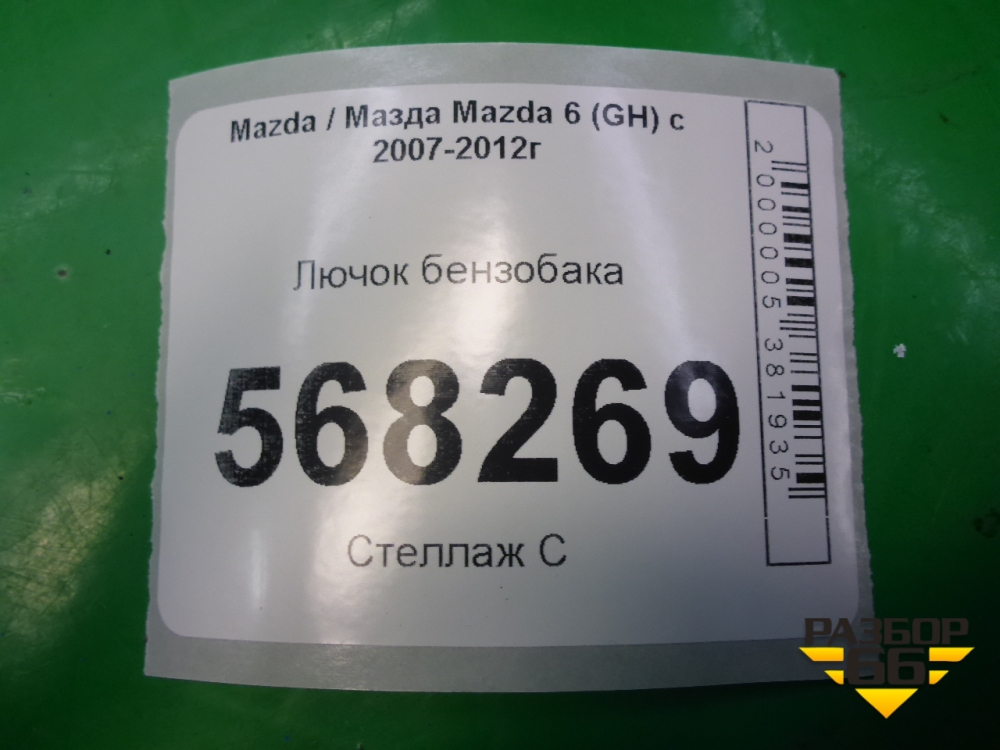 Mazda / Мазда Mazda 6 (GH) с
2007-2012г
Лючок бензобака
568269
Стеллаж С
2000005381935
РАЗБОР
66